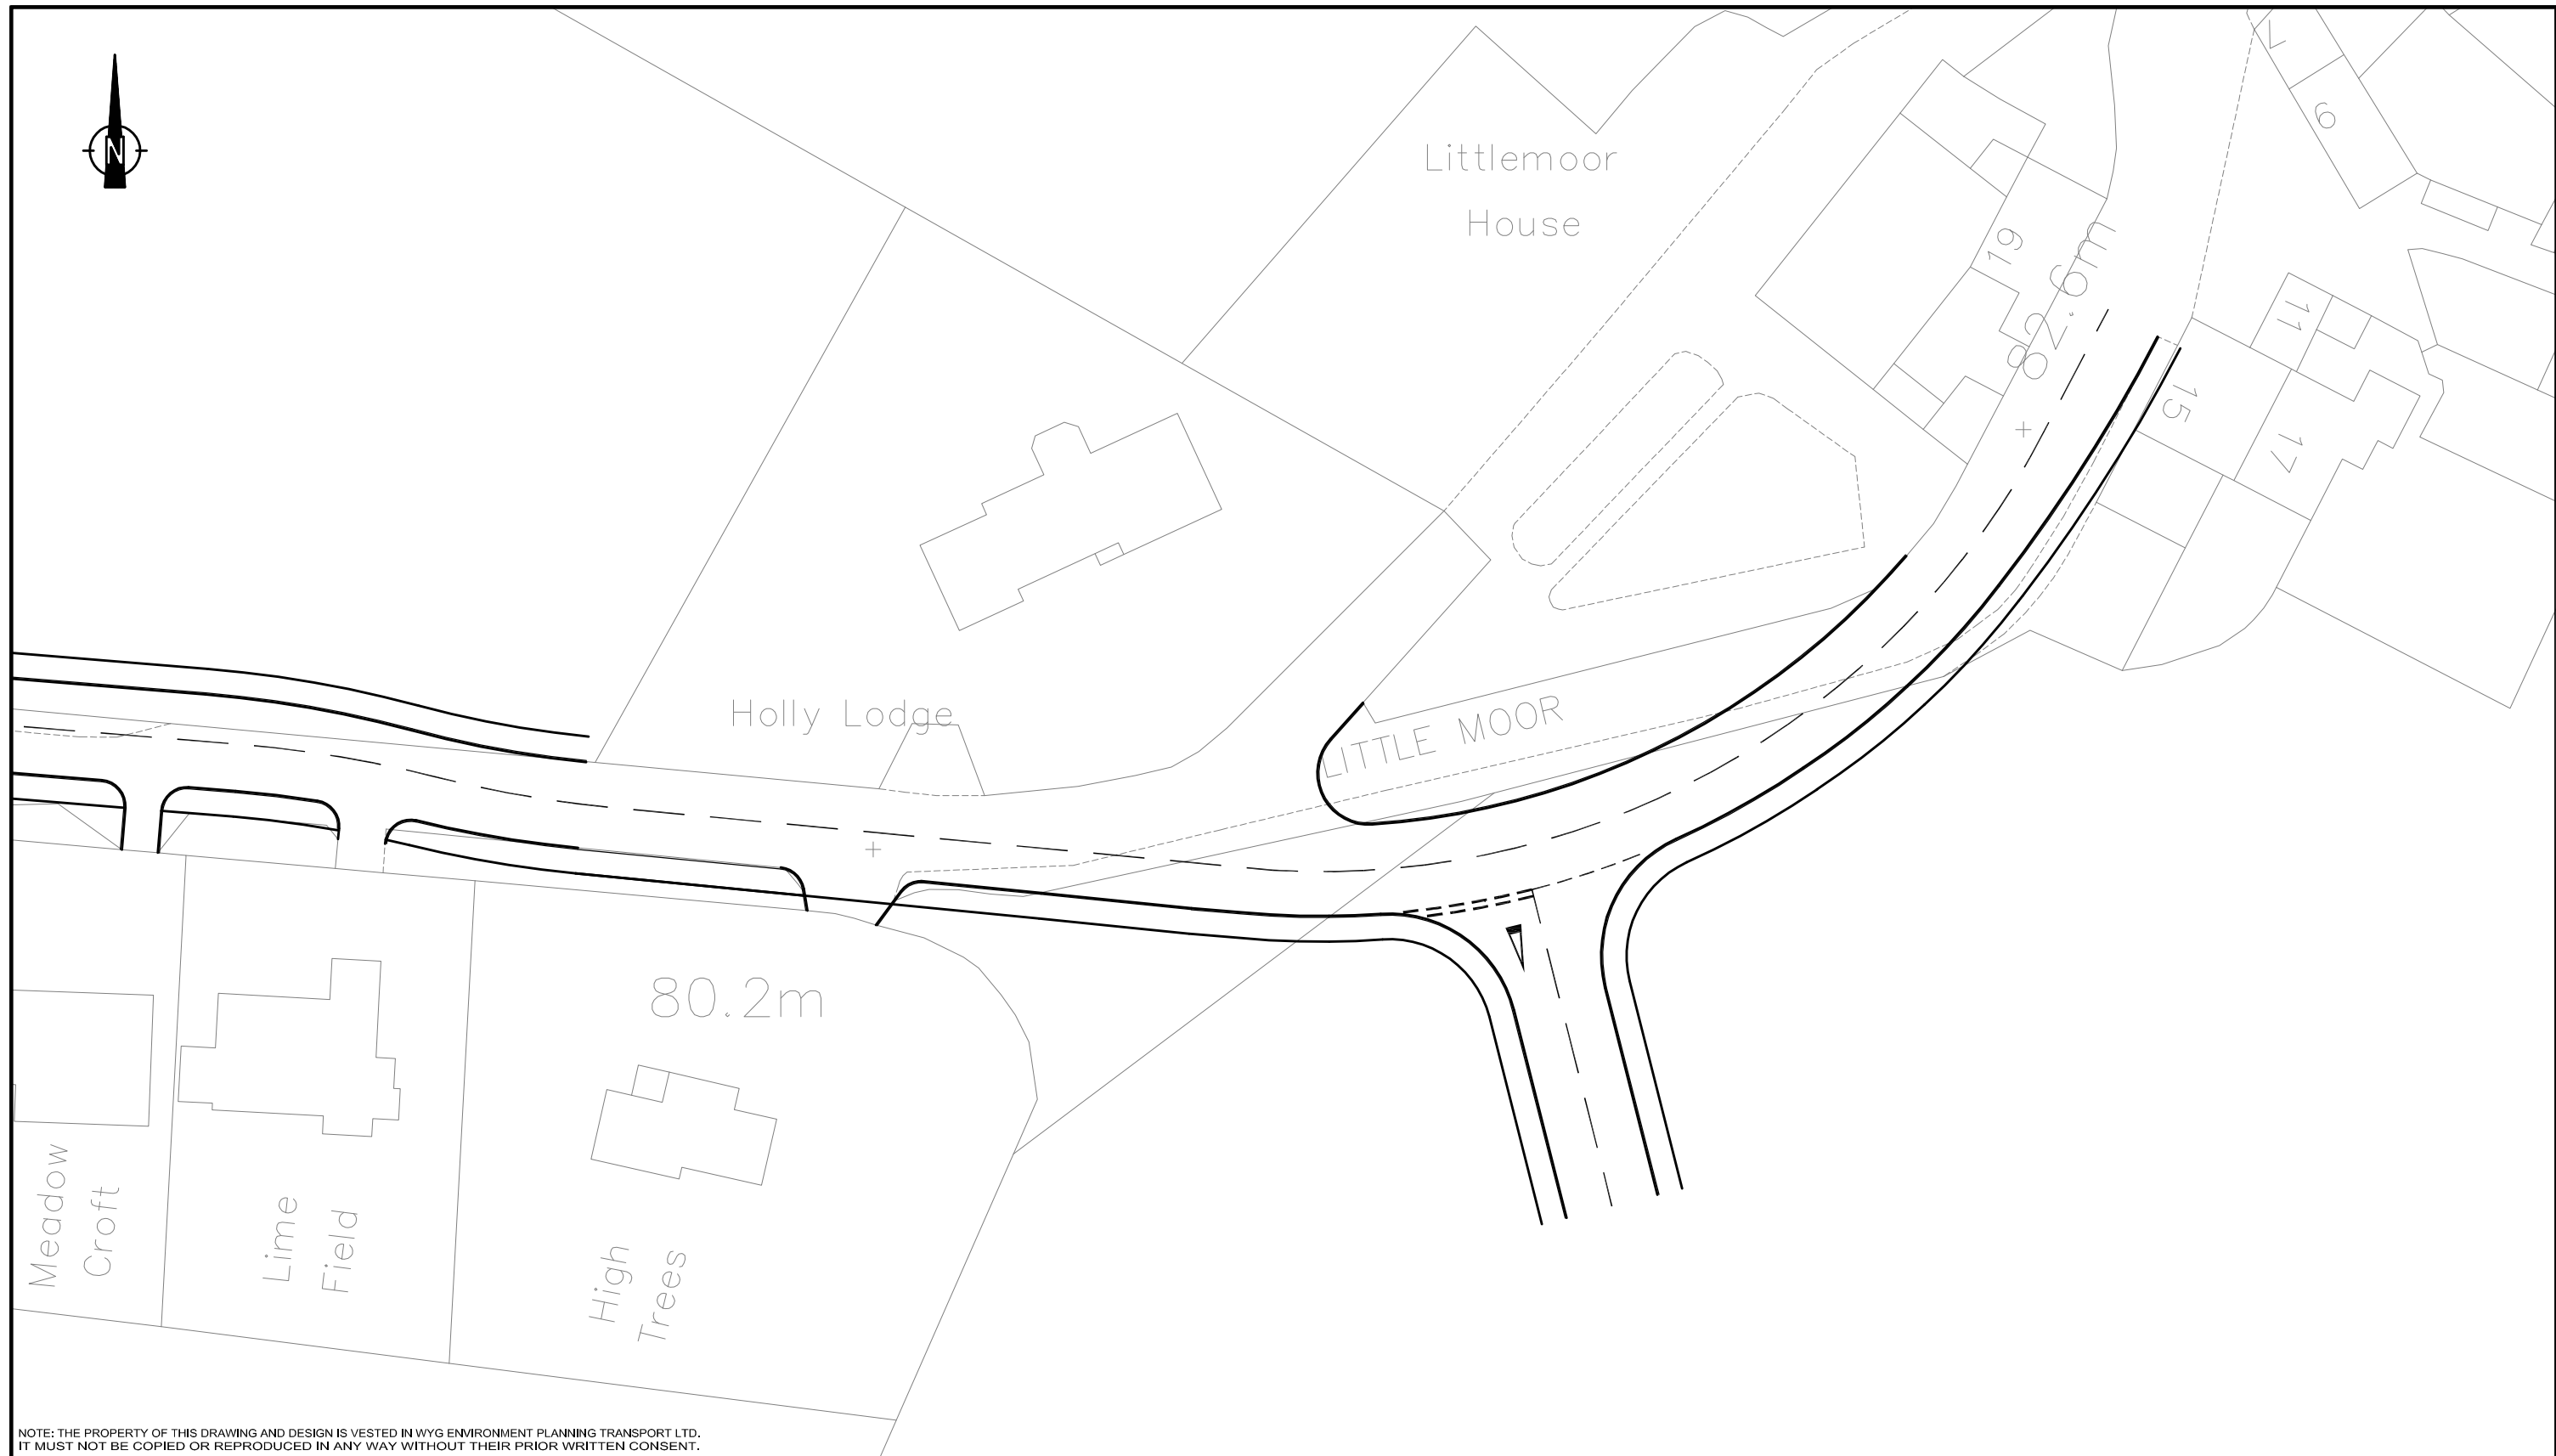 N
Littlemoor
House
7
6
19
82.6m
11
15
17
Holly Lodge
LITTLE MOOR
80.2m
Meadow
Croft
Lime
Field
High
Trees
NOTE: THE PROPERTY OF THIS DRAWING AND DESIGN IS VESTED IN WYG ENVIRONMENT PLANNING TRANSPORT LTD.
IT MUST NOT BE COPIED OR REPRODUCED IN ANY WAY WITHOUT THEIR PRIOR WRITTEN CONSENT.